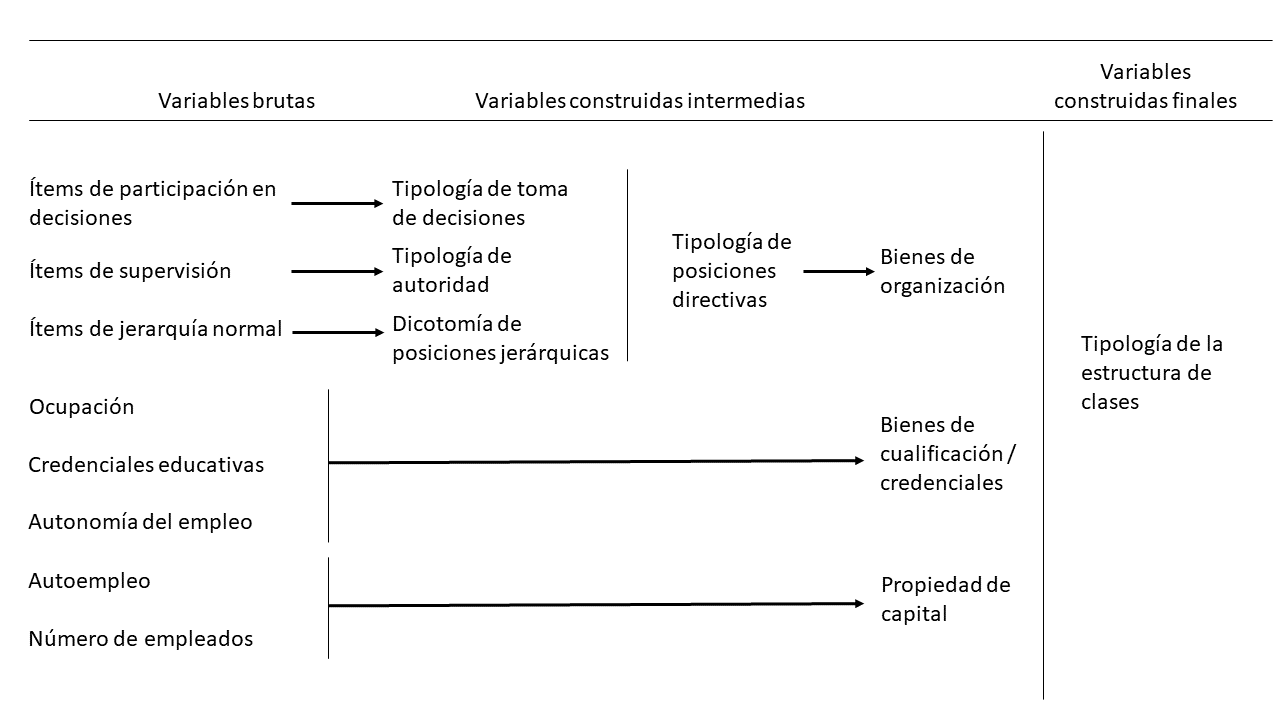 Variables brutas
Variables construidas intermedias
Variables
construidas finales
Ítems de participación en
decisiones
Tipología de toma
de decisiones
Ítems de supervisión
Tipología de
autoridad
Ítems de jerarquía normal
Dicotomía de
posiciones jerárquicas
Tipología de
posiciones
directivas
Bienes de
organización
Ocupación
Credenciales educativas
Autonomía del empleo
Bienes de
cualificación /
credenciales
Autoempleo
Número de empleados
Propiedad de
capital
Tipología de la
estructura de
clases